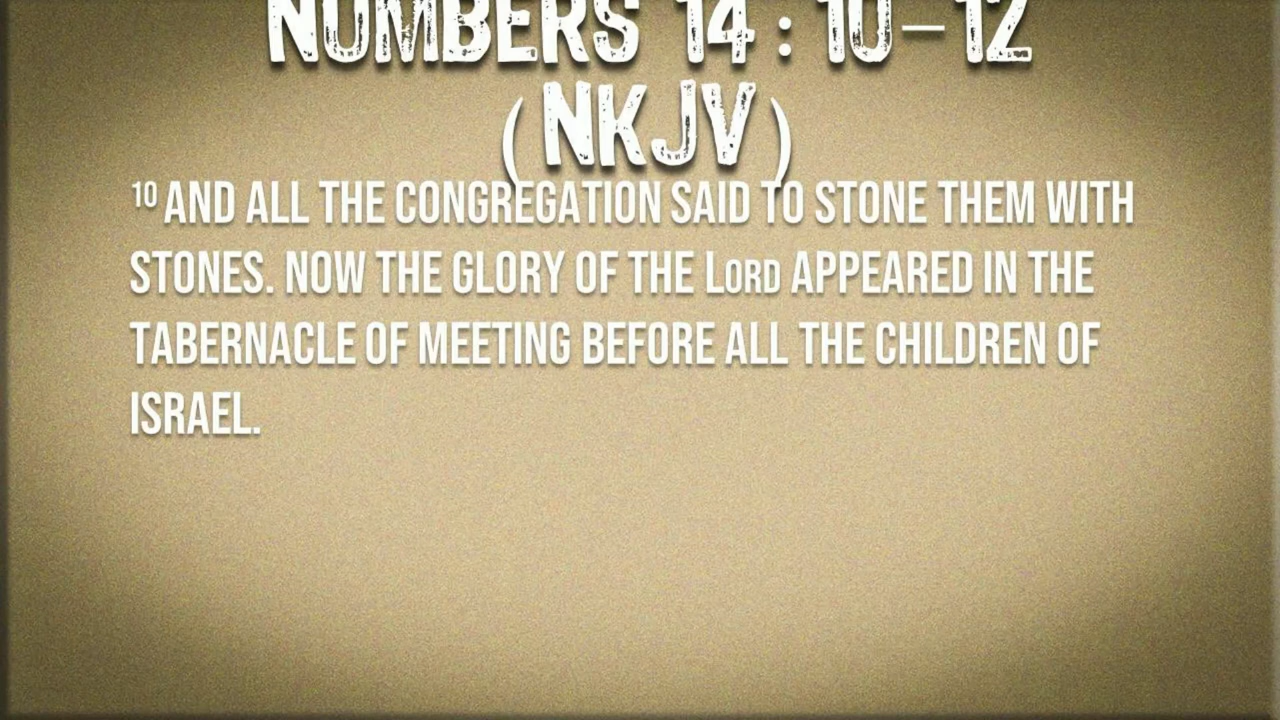 NUMBERS 14:10–12
(NKJV)
10 AND ALL THE CONGREGATION SAID TO STONE THEM WITH
STONES. NOW THE GLORY OF THE LORD APPEARED IN THE
TABERNACLE OF MEETING BEFORE ALL THE CHILDREN OF
ISRAEL.